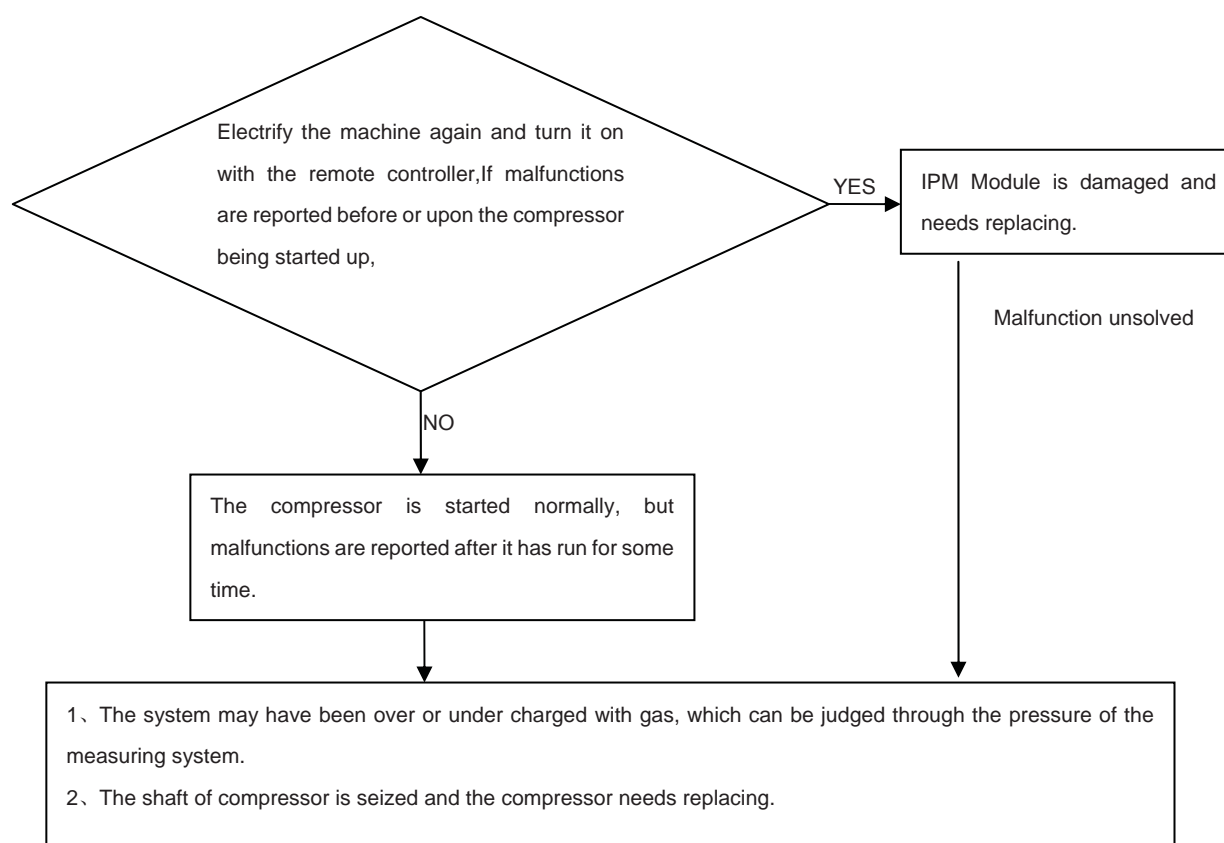 Electrify the machine again and turn it on
with the remote controller,If malfunctions
are reported before or upon the compressor
being started up,
YES
IPM Module is damaged and
needs replacing.
Malfunction unsolved
NO
The compressor is started normally, but
malfunctions are reported after it has run for some
time.
1、The system may have been over or under charged with gas, which can be judged through the pressure of the
measuring system.
2、The shaft of compressor is seized and the compressor needs replacing.